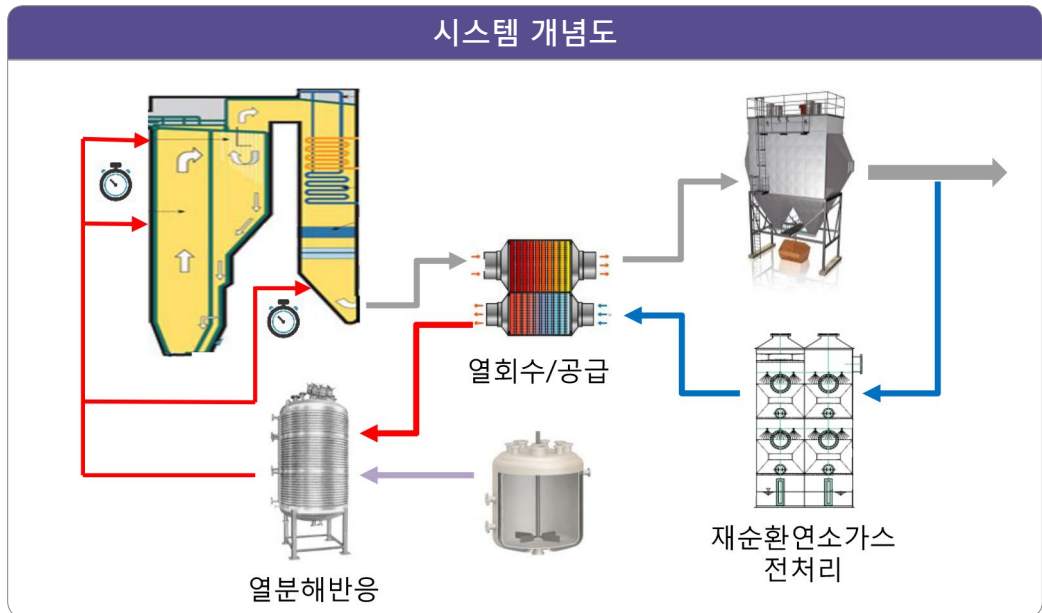 시스템 개념도
열회수/공급
재순환연소가스
전처리
열분해반응